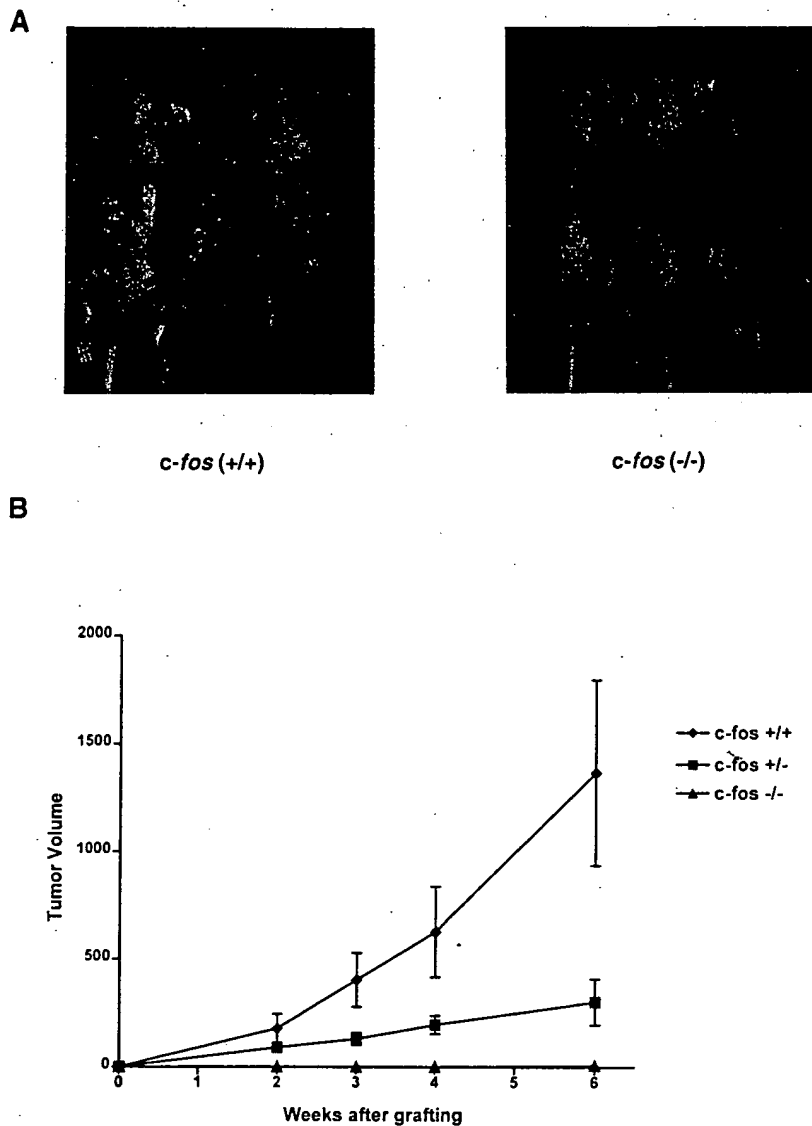 A
c-fos (+/+)
c-fos (-/-)
B
2000
1500
1000
500
0
Tumor Volume
0 1 2 3 4 5 6
Weeks after grafting
c-fos +/+
c-fos +/-
c-fos -/-